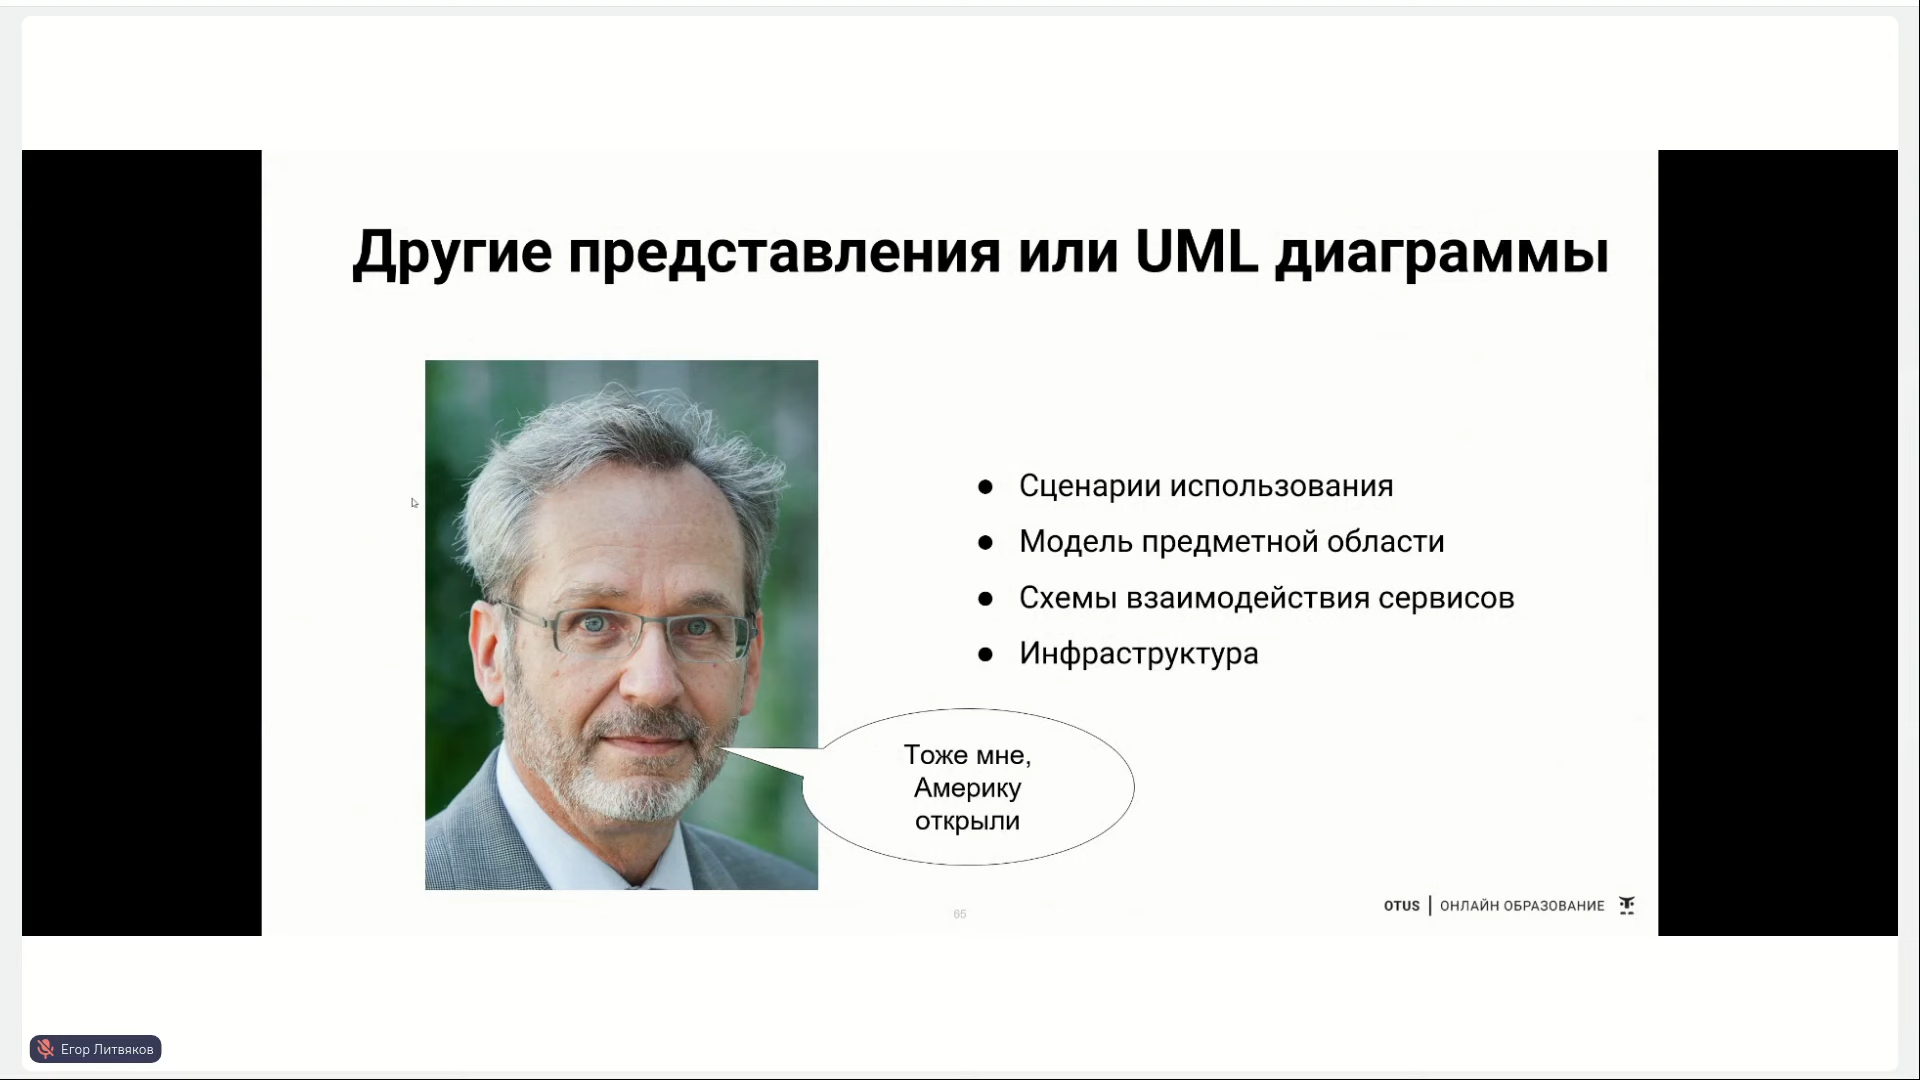 Другие представления или UML диаграммы
● Сценарии использования
● Модель предметной области
● Схемы взаимодействия сервисов
● Инфраструктура
Тоже мне,
Америку
открыли
65
OTUS | ОНЛАЙН ОБРАЗОВАНИЕ
Егор Литвяков